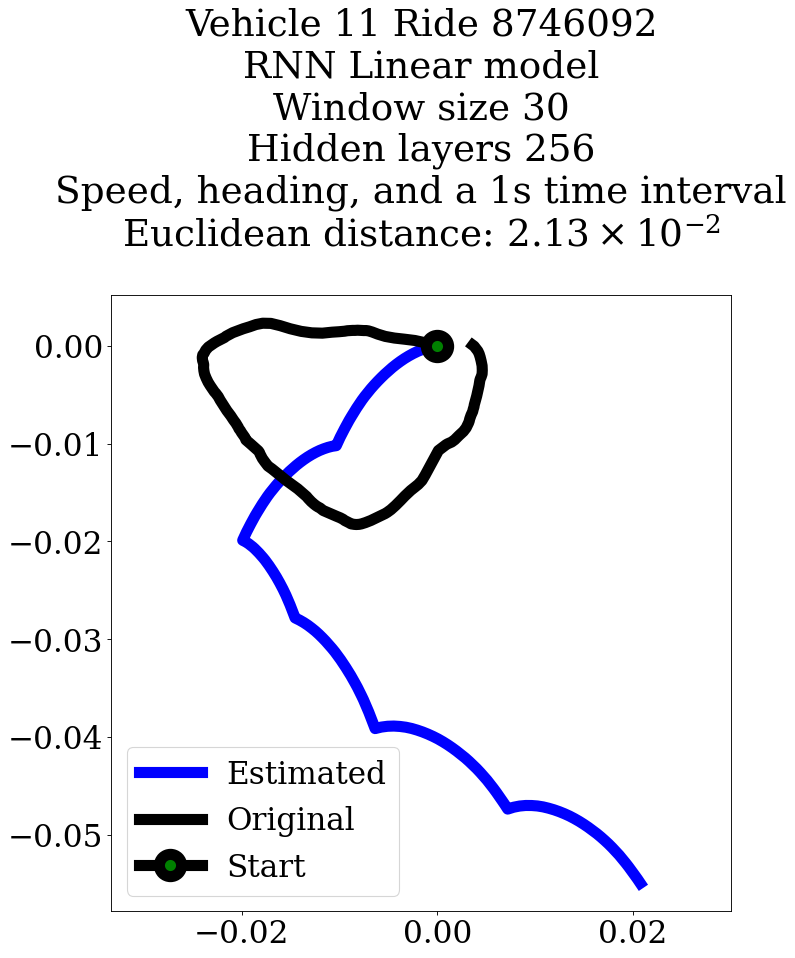 Vehicle 11 Ride 8746092
RNN Linear model
Window size 30
Hidden layers 256
Speed, heading, and a 1s time interval
Euclidean distance: 2.13 × 10⁻²
0.00
−0.01
−0.02
−0.03
−0.04
−0.05
Estimated
Original
Start
−0.02
0.00
0.02